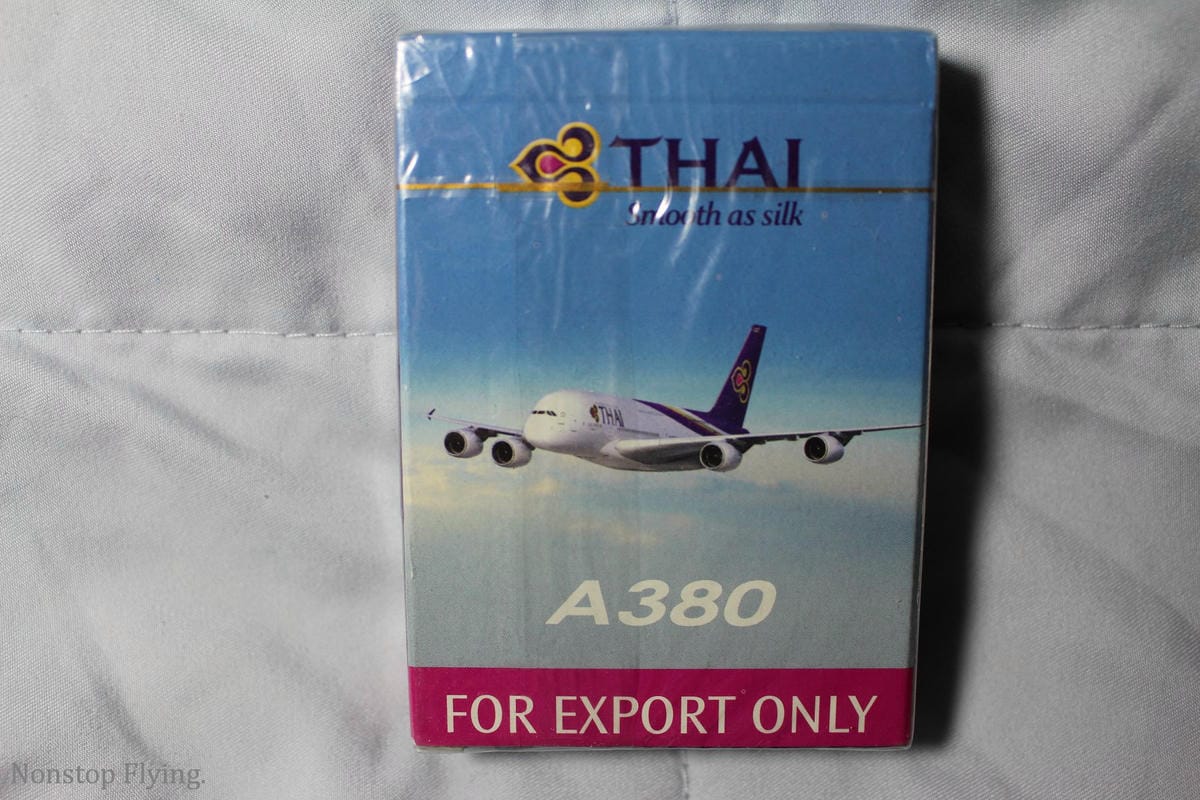 THAI
Smooth as silk
THAI
A380
FOR EXPORT ONLY
Nonstop Flying.